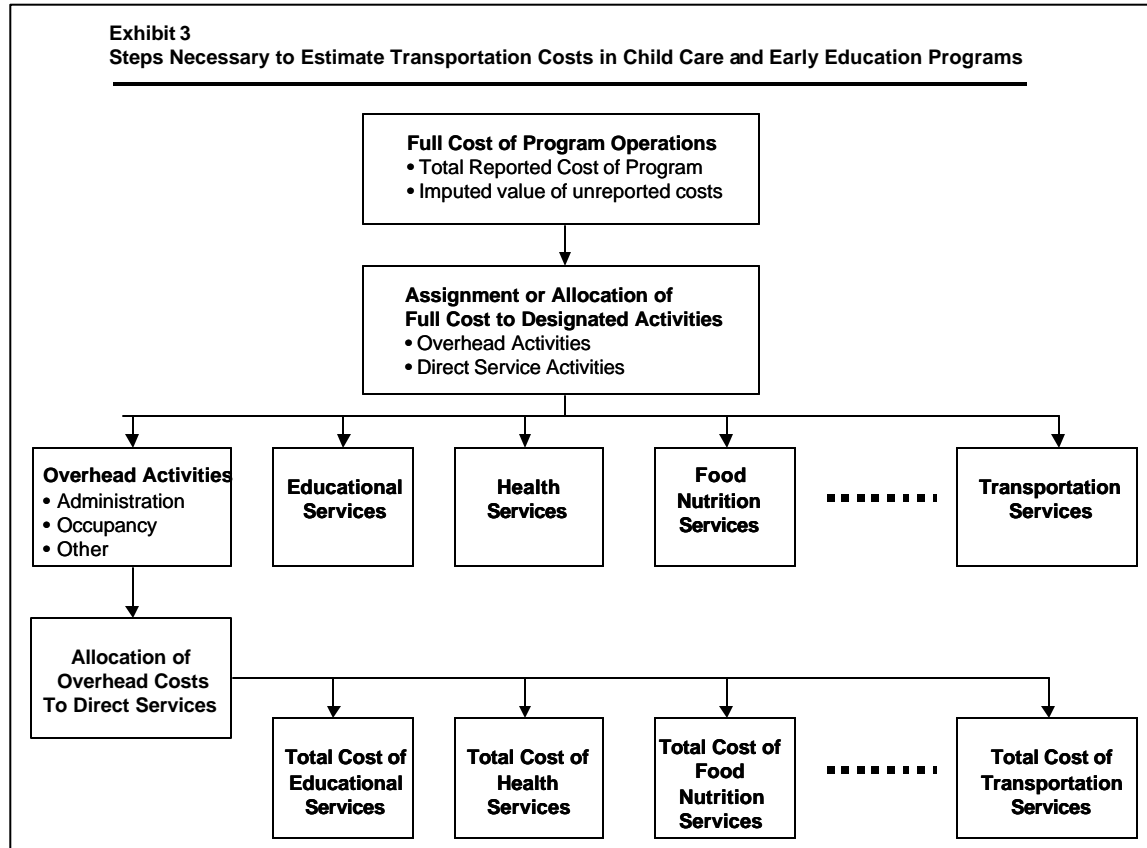 Exhibit 3
Steps Necessary to Estimate Transportation Costs in Child Care and Early Education Programs
Full Cost of Program Operations
• Total Reported Cost of Program
• Imputed value of unreported costs
Assignment or Allocation of
Full Cost to Designated Activities
• Overhead Activities
• Direct Service Activities
Overhead Activities
• Administration
• Occupancy
• Other
Educational
Services
Health
Services
Food
Nutrition
Services
Transportation
Services
Allocation of
Overhead Costs
To Direct Services
Total Cost of
Educational
Services
Total Cost of
Health
Services
Total Cost of
Food
Nutrition
Services
Total Cost of
Transportation
Services